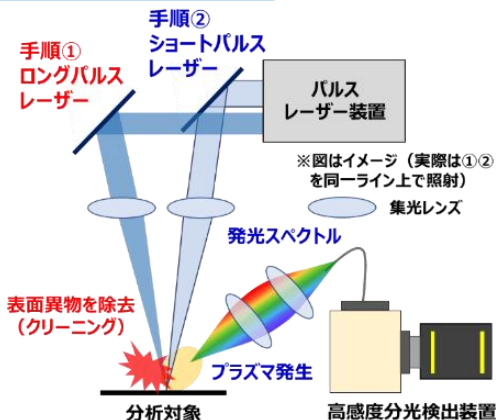 手順①
ロングパルス
レーザー
手順②
ショートパルス
レーザー
パルス
レーザー装置
※図はイメージ（実際は①②
を同一ライン上で照射）
集光レンズ
発光スペクトル
表面異物を除去
（クリーニング）
プラズマ発生
分析対象
高感度分光検出装置